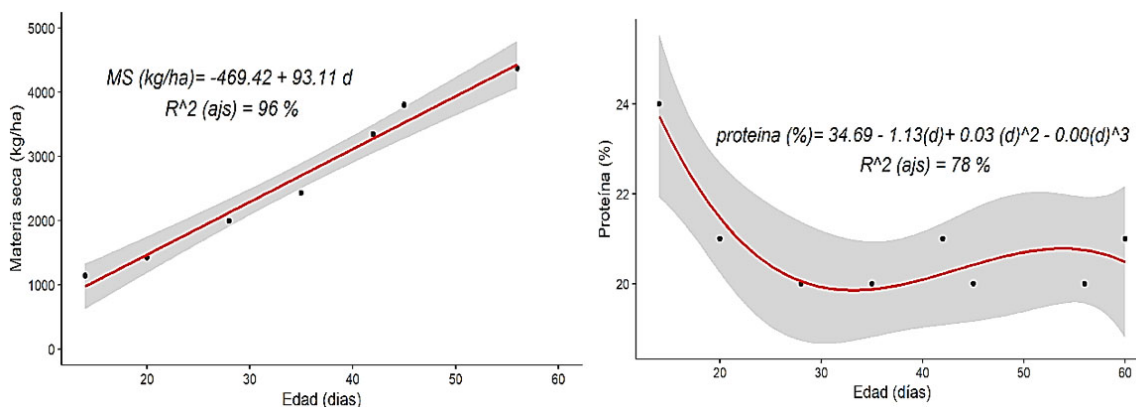 5000
4000
3000
2000
1000
0
Materia seca (kg/ha)
MS (kg/ha)= -469.42 + 93.11 d
R^2 (ajs) = 96 %
20
30
40
50
60
Edad (dias)
24
22
20
Proteína (%)
proteina (%)= 34.69 - 1.13(d)+ 0.03 (d)^2 - 0.00(d)^3
R^2 (ajs) = 78 %
20
30
40
50
60
Edad (días)